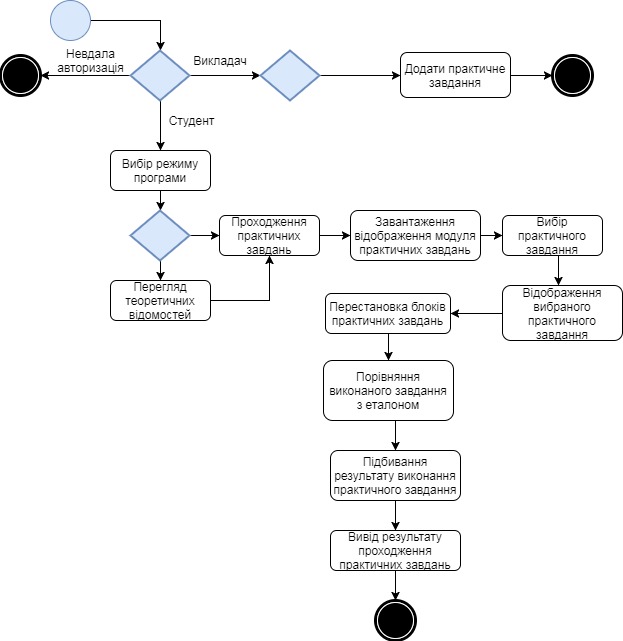 Невдала
авторизація
Викладач
Додати практичне
завдання
Студент
Вибір режиму
програми
Проходження
практичних
завдань
Завантаження
відображення модуля
практичних завдань
Вибір
практичного
завдання
Перегляд
теоретичних
відомостей
Відображення
вибраного
практичного
завдання
Перестановка блоків
практичних завдань
Порівняння
виконаного завдання
з еталоном
Підбивання
результату виконання
практичного завдання
Вивід результату
проходження
практичних завдань